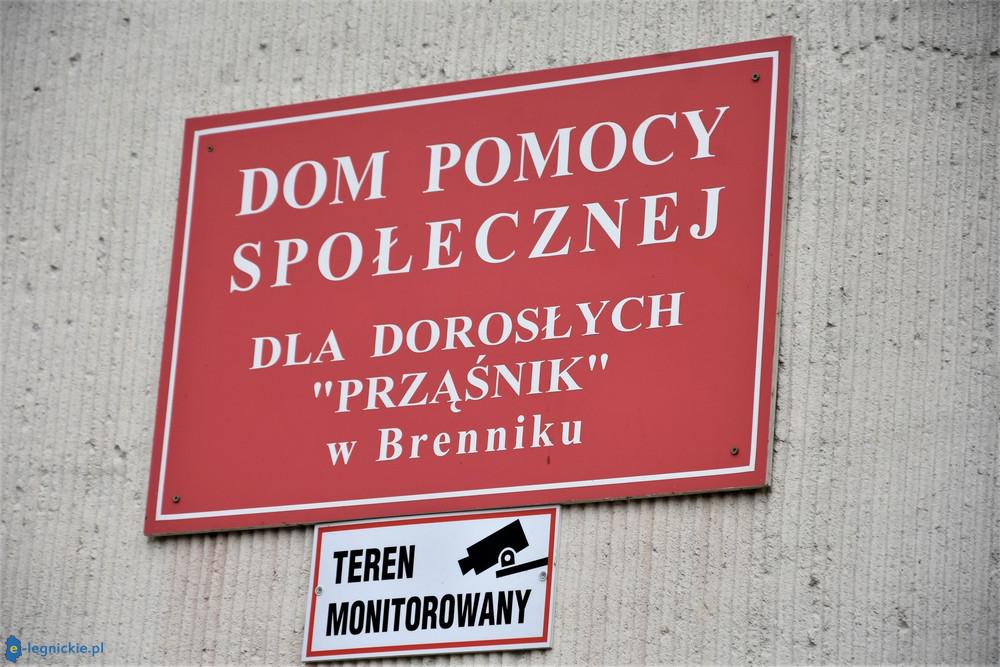 DOM POMOCY
SPOŁECZNEJ
DLA DOROSŁYCH
"PRZĄŚNIK"
w Brenniku
TEREN
MONITOROWANY
e-legnickie.pl